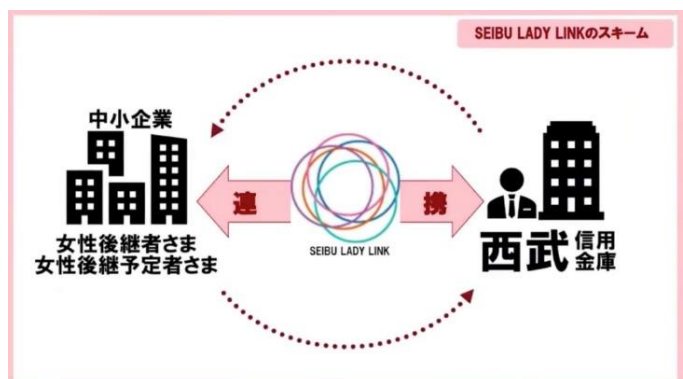 SEIBU LADY LINKのスキーム
中小企業
女性後継者さま
女性後継予定者さま
連
SEIBU LADY LINK
携
西武信用金庫